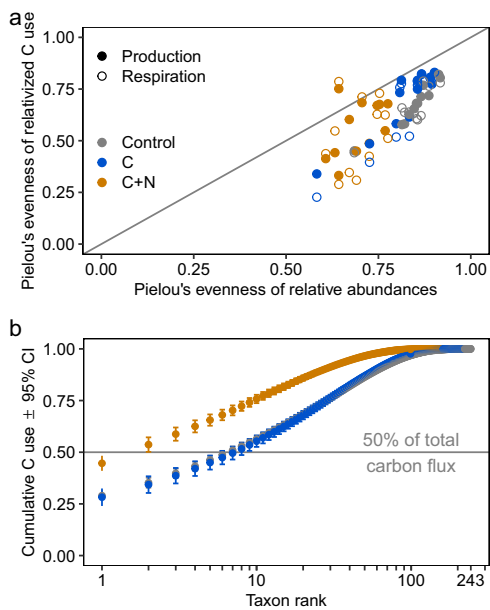 a
Pielou's evenness of relativized C use
1.00
0.75
0.50
0.25
0.00
Production
Respiration
Control
C
C+N
0.00
0.25
0.50
0.75
1.00
Pielou's evenness of relative abundances
b
Cumulative C use ± 95% CI
1.00
0.75
0.50
0.25
0.00
50% of total
carbon flux
1
10
100
243
Taxon rank